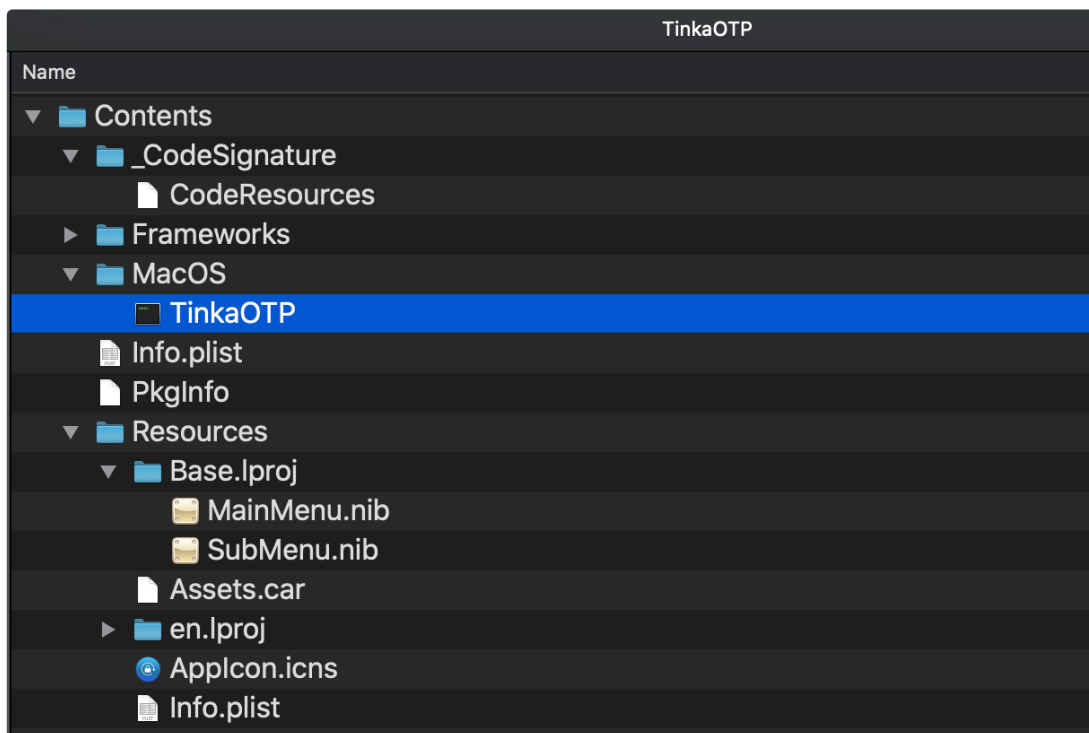 TinkaOTP
Name
Contents
_CodeSignature
CodeResources
Frameworks
MacOS
TinkaOTP
Info.plist
PkgInfo
Resources
Base.lproj
MainMenu.nib
SubMenu.nib
Assets.car
en.lproj
AppIcon.icns
Info.plist